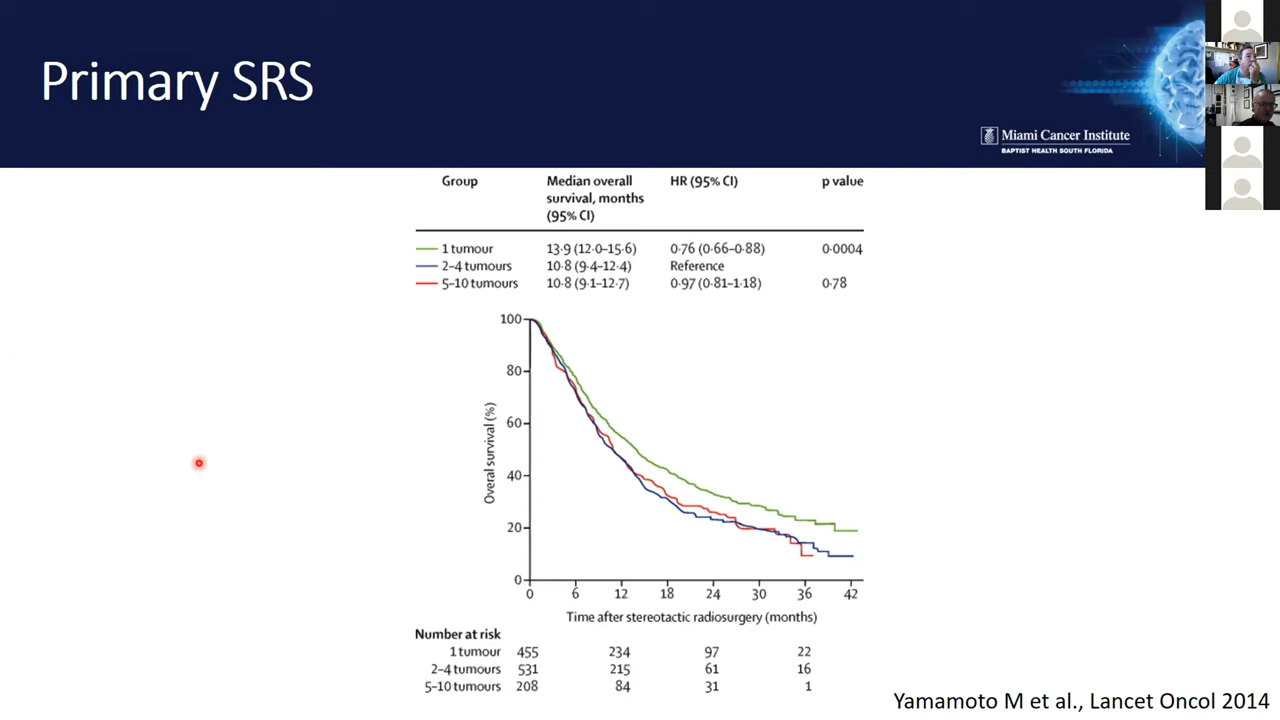 Primary SRS
Miami Cancer Institute
BAPTIST HEALTH SOUTH FLORIDA
Group Median overall survival, months (95% CI) HR (95% CI) p value
1 tumour 13·9 (12·0–15·6) 0·76 (0·66–0·88) 0·0004
2–4 tumours 10·8 (9·4–12·4) Reference
5–10 tumours 10·8 (9·1–12·7) 0·97 (0·81–1·18) 0·78
Overal survival (%)
100
80
60
40
20
0
0 6 12 18 24 30 36 42
Time after stereotactic radiosurgery (months)
Number at risk
1 tumour 455 234 97 22
2–4 tumours 531 215 61 16
5–10 tumours 208 84 31 1
Yamamoto M et al., Lancet Oncol 2014